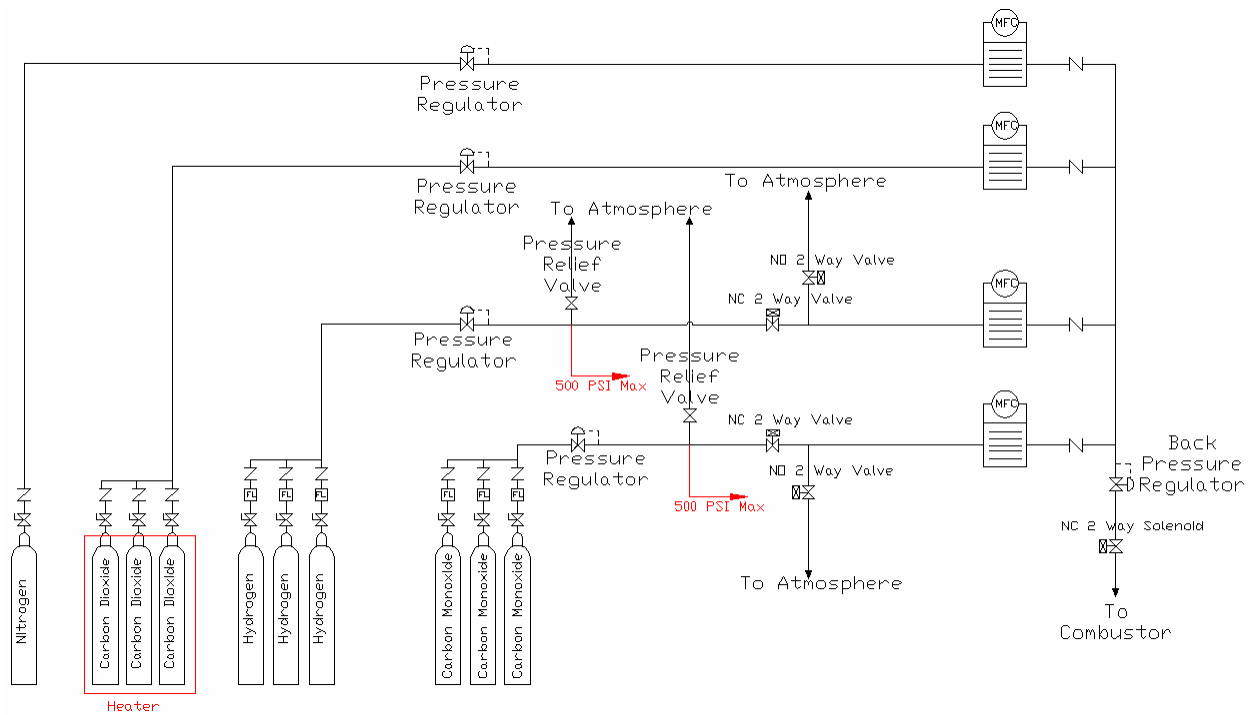 MFC
Pressure
Regulator
MFC
Pressure
Regulator
To Atmosphere
To Atmosphere
Pressure
Relief
Valve
NO 2 Way Valve
NC 2 Way Valve
MFC
Pressure
Regulator
Pressure
Relief
Valve
500 PSI Max
NC 2 Way Valve
MFC
Pressure
Regulator
NO 2 Way Valve
Back
Pressure
Regulator
500 PSI Max
NC 2 Way Solenoid
To Atmosphere
To
Combustor
Nitrogen
Carbon Dioxide
Carbon Dioxide
Carbon Dioxide
Hydrogen
Hydrogen
Hydrogen
Carbon Monoxide
Carbon Monoxide
Carbon Monoxide
Heater